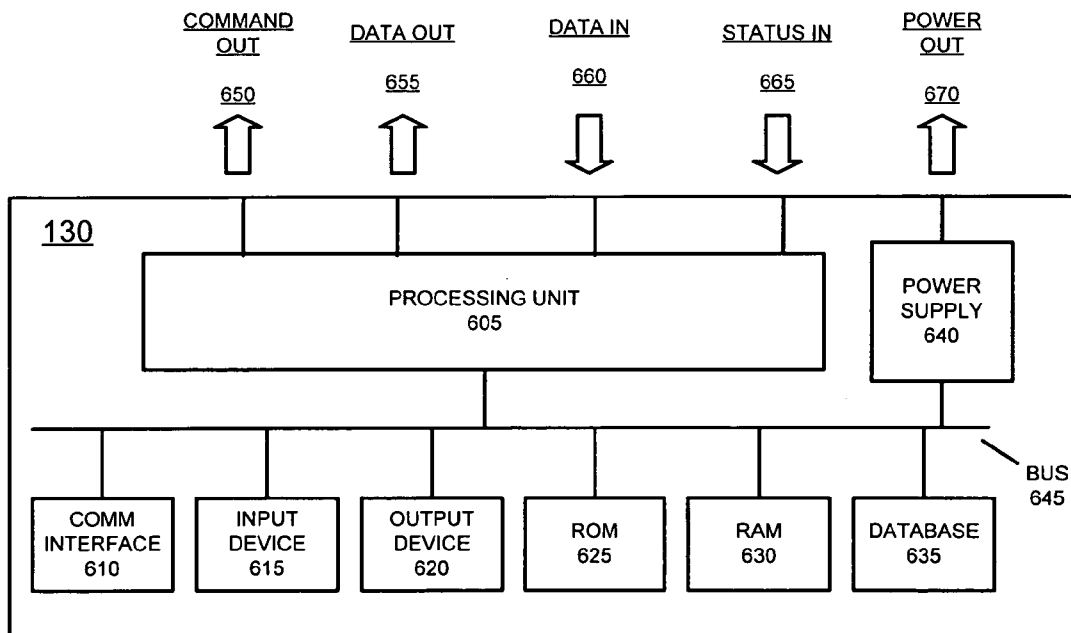 COMMAND
OUT
650
DATA OUT
655
DATA IN
660
STATUS IN
665
POWER
OUT
670
130
PROCESSING UNIT
605
POWER
SUPPLY
640
BUS
645
COMM
INTERFACE
610
INPUT
DEVICE
615
OUTPUT
DEVICE
620
ROM
625
RAM
630
DATABASE
635